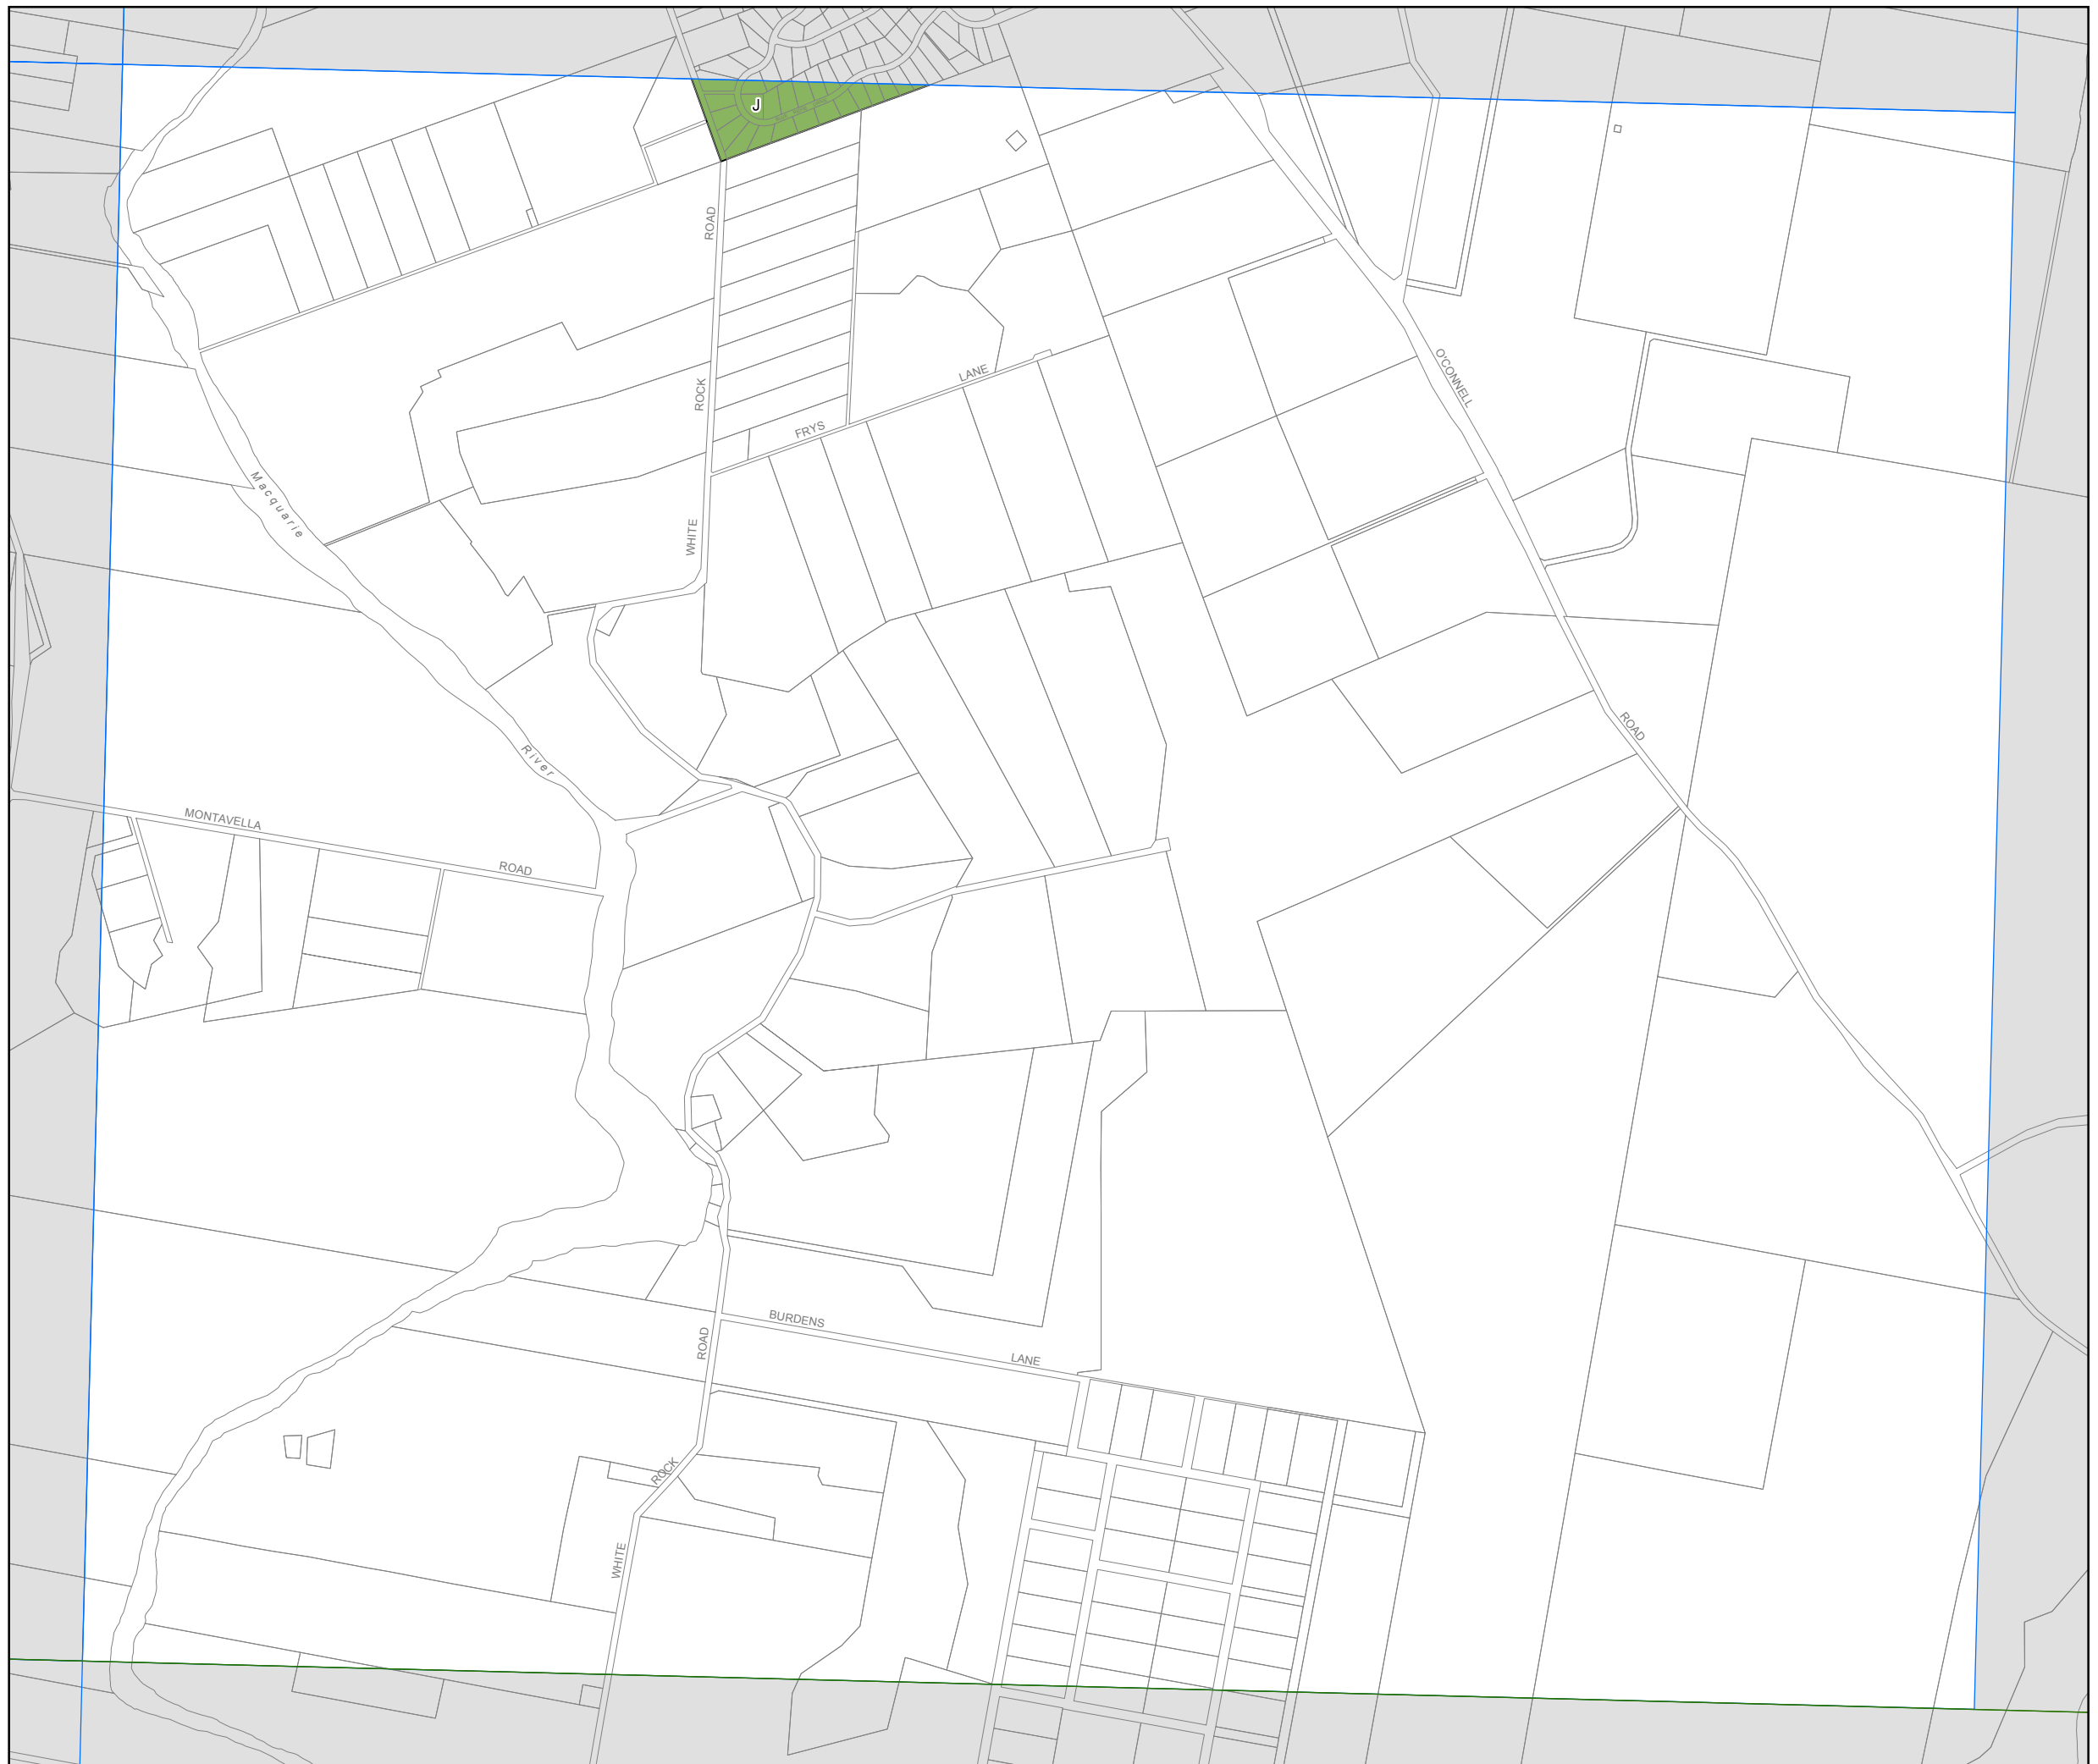 J
ROAD
ROCK
WHITE
LANE
FRYS
O'CONNELL
ROAD
Macquarie
River
MONTAVELLA
ROAD
BURDENS
LANE
ROAD
ROCK
WHITE